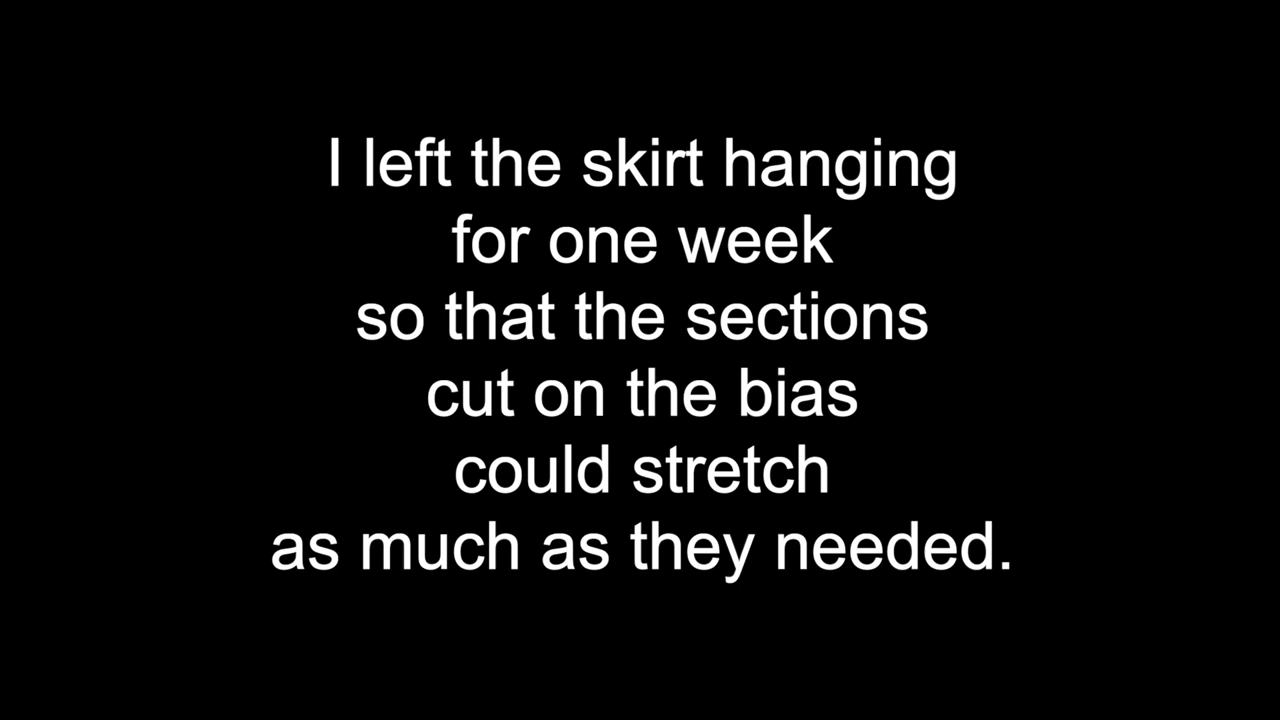 I left the skirt hanging
for one week
so that the sections
cut on the bias
could stretch
as much as they needed.